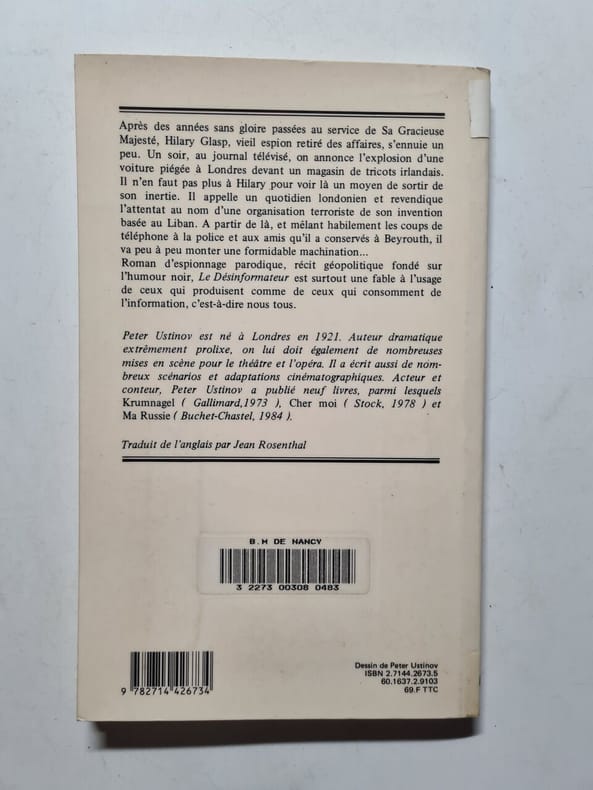 Après des années sans gloire passées au service de Sa Gracieuse
Majesté, Hilary Glasp, vieil espion retiré des affaires, s'ennuie un
peu. Un soir, au journal télévisé, on annonce l'explosion d'une
voiture piégée à Londres devant un magasin de tricots irlandais.
Il n'en faut pas plus à Hilary pour voir là un moyen de sortir de
son inertie. Il appelle un quotidien londonien et revendique
l'attentat au nom d'une organisation terroriste de son invention
basée au Liban. A partir de là, et mêlant habilement les coups de
téléphone à la police et aux amis qu'il a conservés à Beyrouth, il
va peu à peu monter une formidable machination...
Roman d'espionnage parodique, récit géopolitique fondé sur
l'humour noir, Le Désinformateur est surtout une fable à l'usage
de ceux qui produisent comme de ceux qui consomment de
l'information, c'est-à-dire nous tous.
Peter Ustinov est né à Londres en 1921. Auteur dramatique
extrêmement prolixe, on lui doit également de nombreuses
mises en scène pour le théâtre et l'opéra. Il a écrit aussi de nom-
breux scénarios et adaptations cinématographiques. Acteur et
conteur, Peter Ustinov a publié neuf livres, parmi lesquels
Krumnagel ( Gallimard,1973 ), Cher moi ( Stock, 1978 ) et
Ma Russie ( Buchet-Chastel, 1984 ).
Traduit de l'anglais par Jean Rosenthal
B.M DE NANCY
3 2273 00308 0483
9 782714 426734
Dessin de Peter Ustinov
ISBN 2.7144.2673.5
60.1637.2.9103
69.F TTC